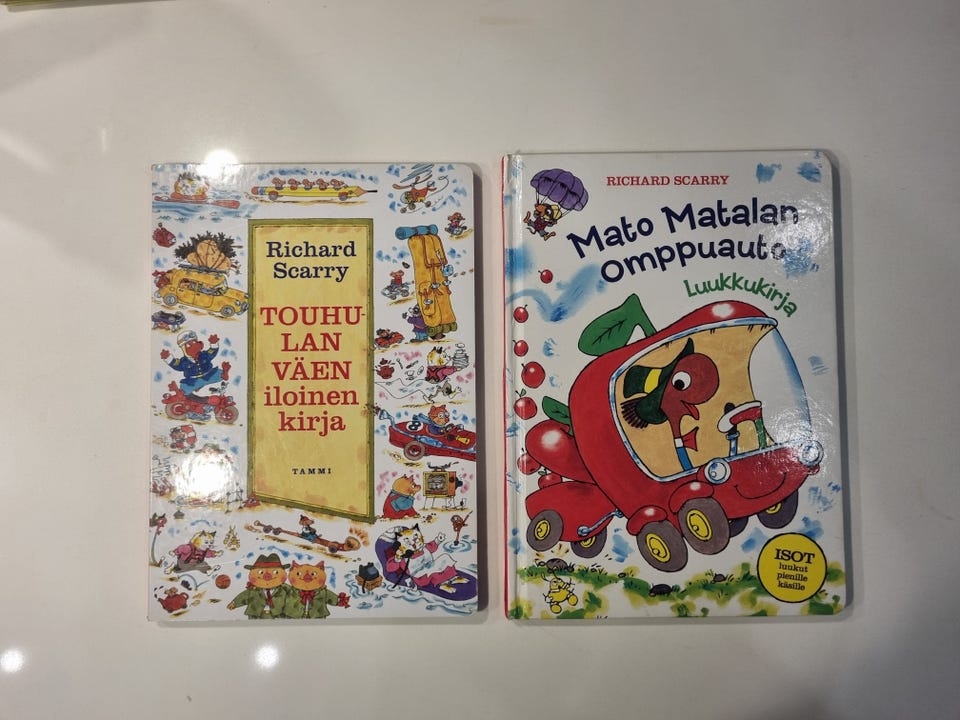 Richard
Scarry
TOUHU-
LAN
VÄEN
iloinen
kirja
TAMMI
RICHARD SCARRY
Mato Matalan
Omppuauto
Luukkukirja
ISOT
luukut
pienille
käsille